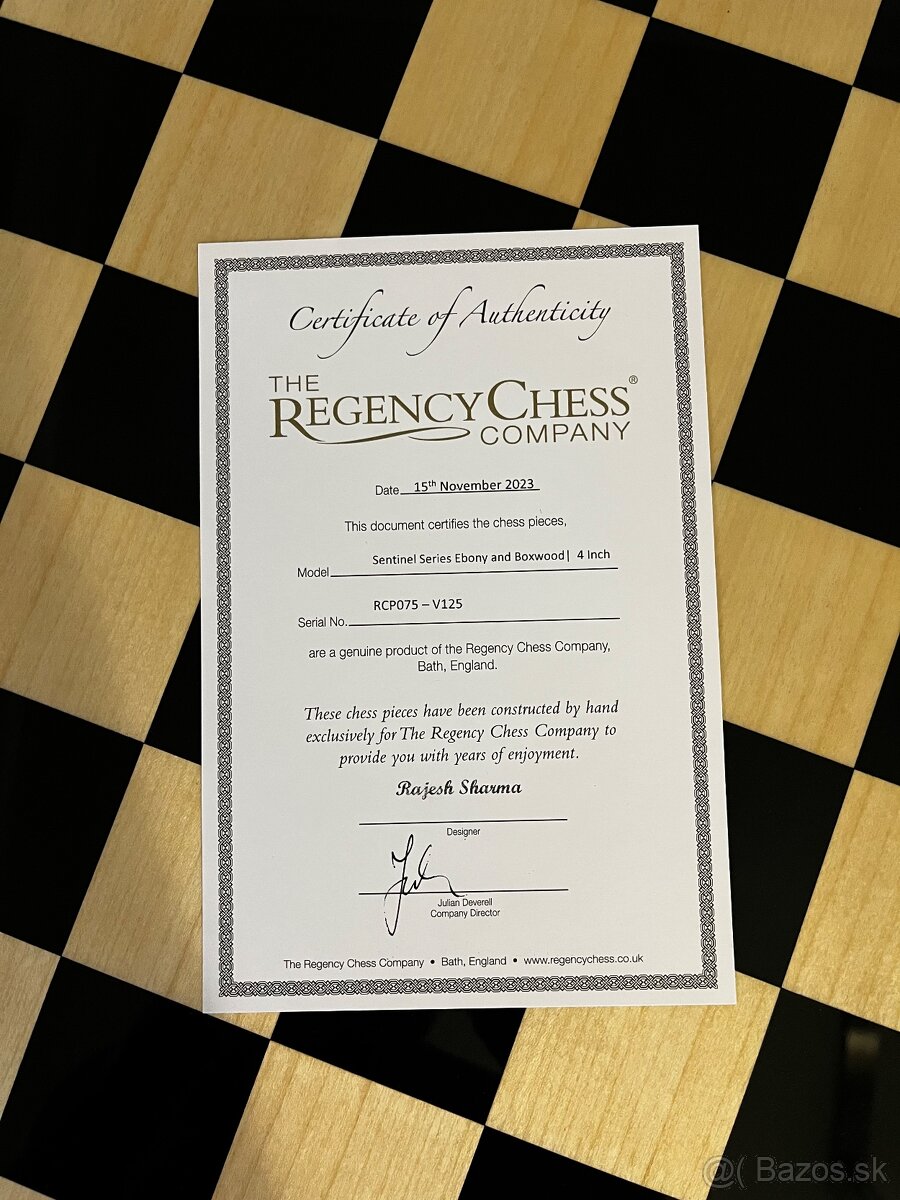 Certificate of Authenticity
THE
REGENCY CHESS®
COMPANY
Date 15th November 2023
This document certifies the chess pieces,
Model Sentinel Series Ebony and Boxwood| 4 Inch
Serial No. RCP075 – V125
are a genuine product of the Regency Chess Company,
Bath, England.
These chess pieces have been constructed by hand
exclusively for The Regency Chess Company to
provide you with years of enjoyment.
Rajesh Sharma
Designer
Julian Deverell
Company Director
The Regency Chess Company • Bath, England • www.regencychess.co.uk
@( Bazos.sk